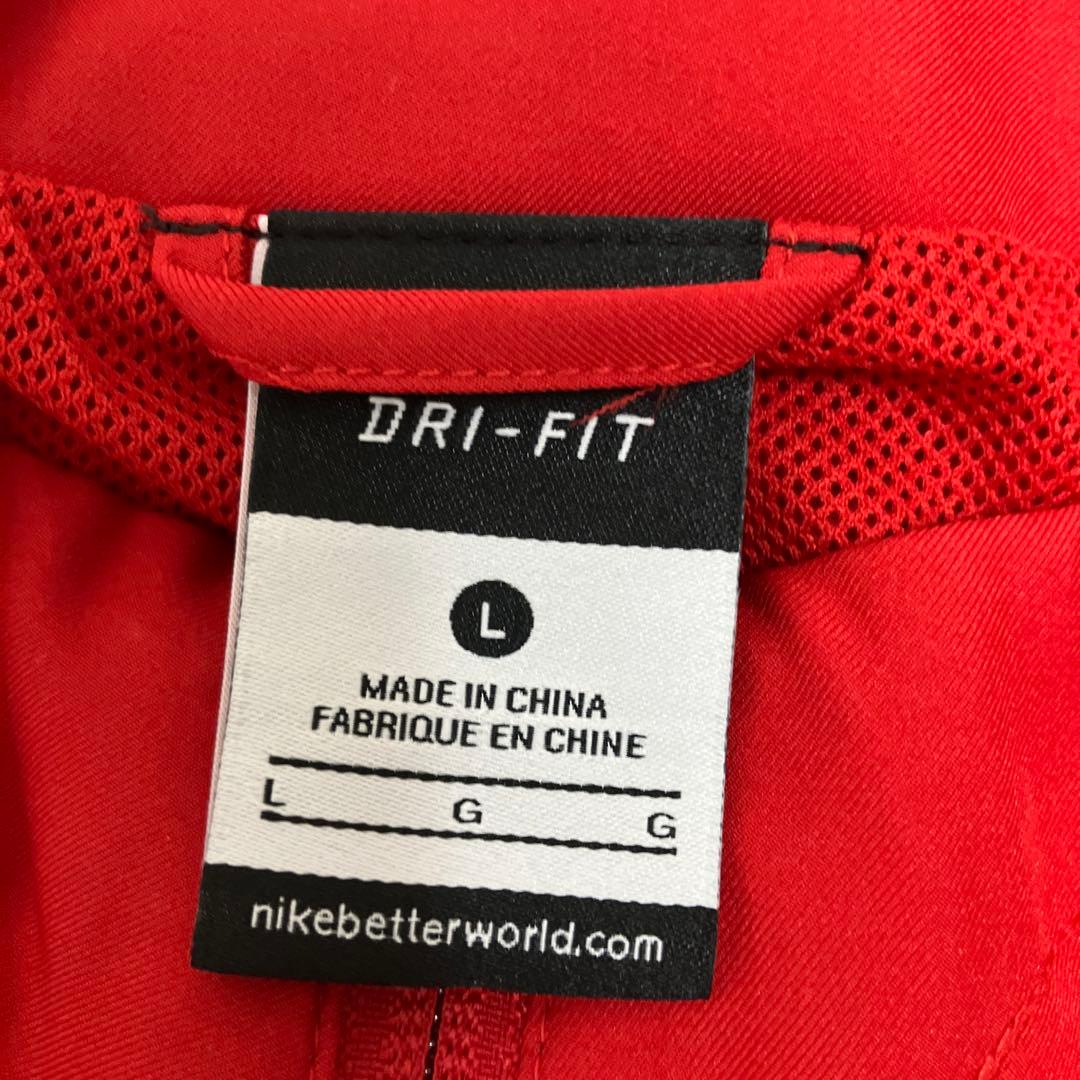 DRI-FIT
L
MADE IN CHINA
FABRIQUE EN CHINE
L G G
nikebetterworld.com